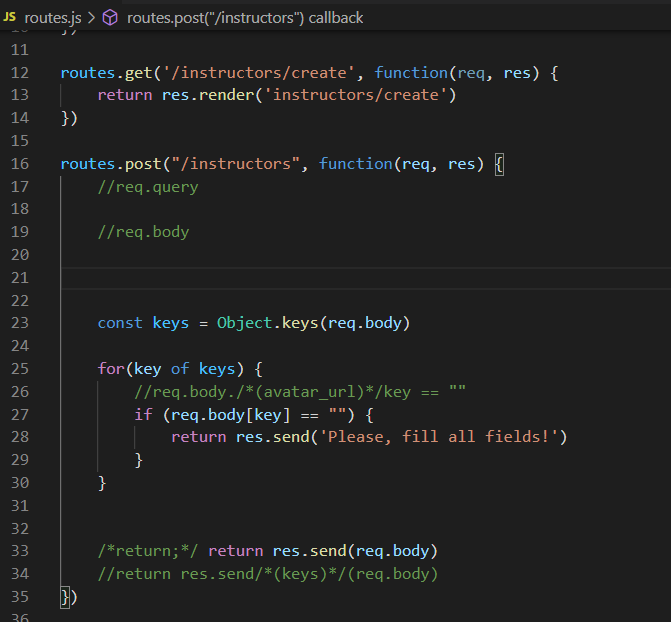 JS routes.js > routes.post("/instructors") callback
10 })
11
12 routes.get('/instructors/create', function(req, res) {
13     return res.render('instructors/create')
14 })
15
16 routes.post("/instructors", function(req, res) {
17     //req.query
18
19     //req.body
20
21
22
23     const keys = Object.keys(req.body)
24
25     for(key of keys) {
26         //req.body./*(avatar_url)*/key == ""
27         if (req.body[key] == "") {
28             return res.send('Please, fill all fields!')
29         }
30     }
31
32
33     /*return;*/ return res.send(req.body)
34     //return res.send/*(keys)*/(req.body)
35 })
36